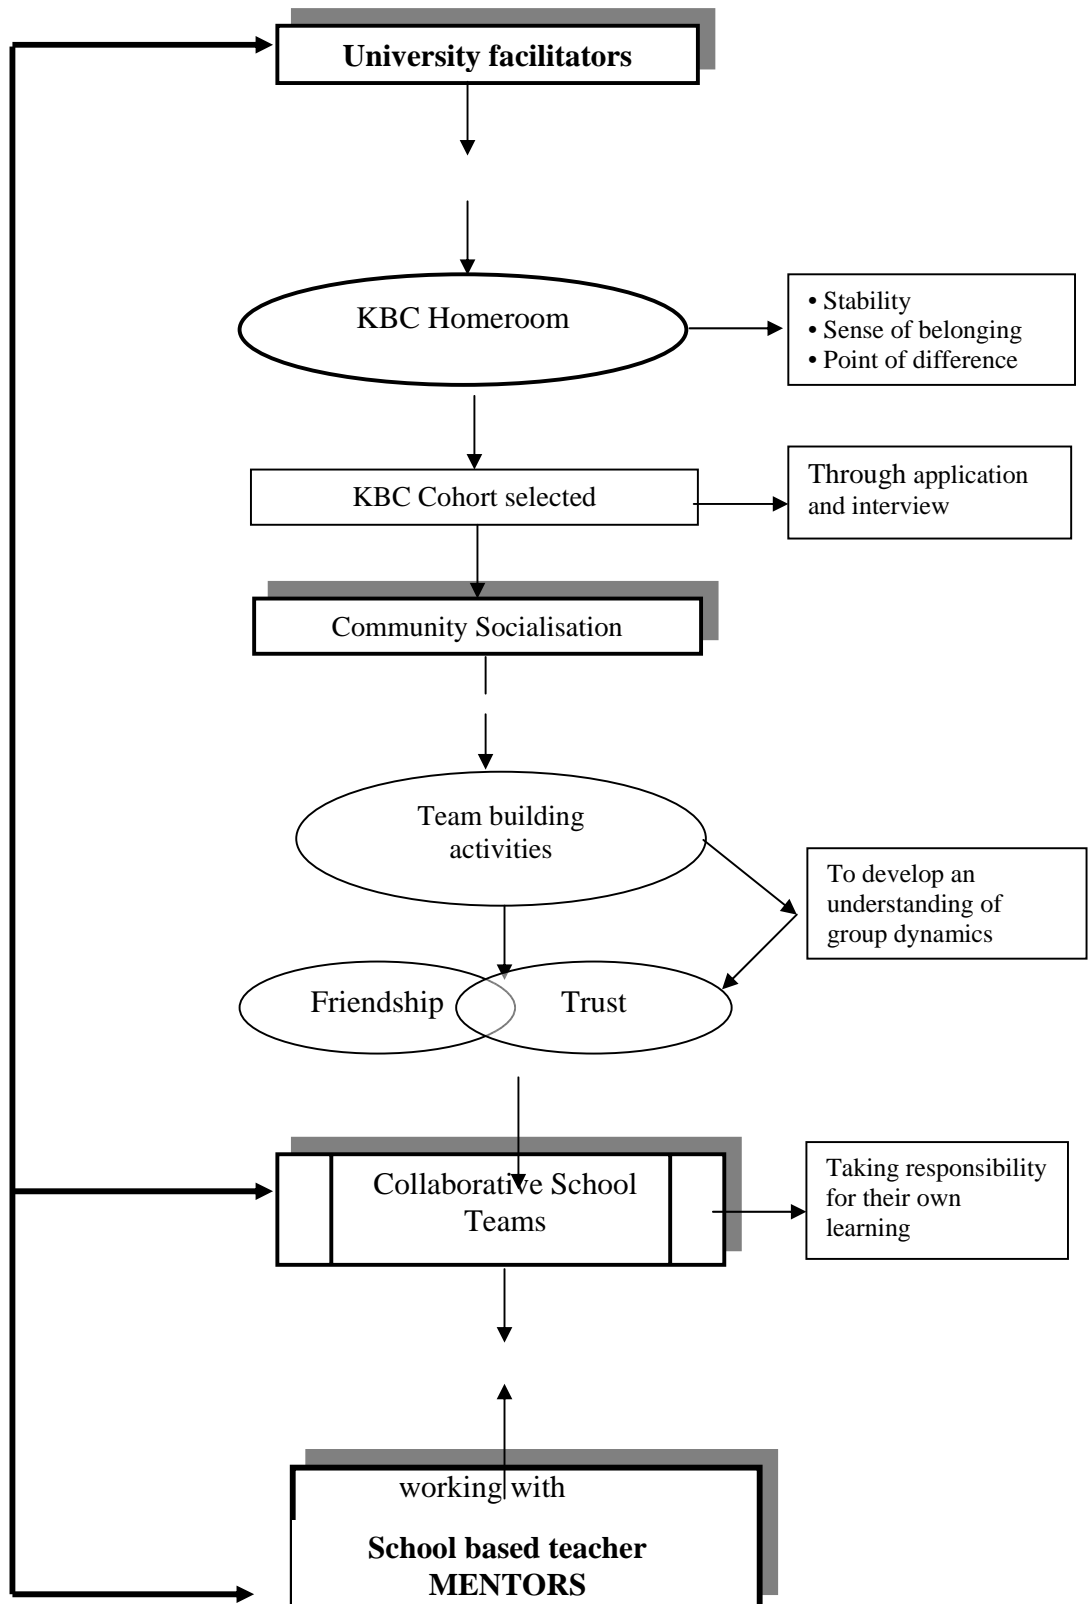 University facilitators
KBC Homeroom
• Stability
• Sense of belonging
• Point of difference
KBC Cohort selected
Through application
and interview
Community Socialisation
Team building
activities
To develop an
understanding of
group dynamics
Friendship
Trust
Collaborative School
Teams
Taking responsibility
for their own
learning
working with
School based teacher
MENTORS